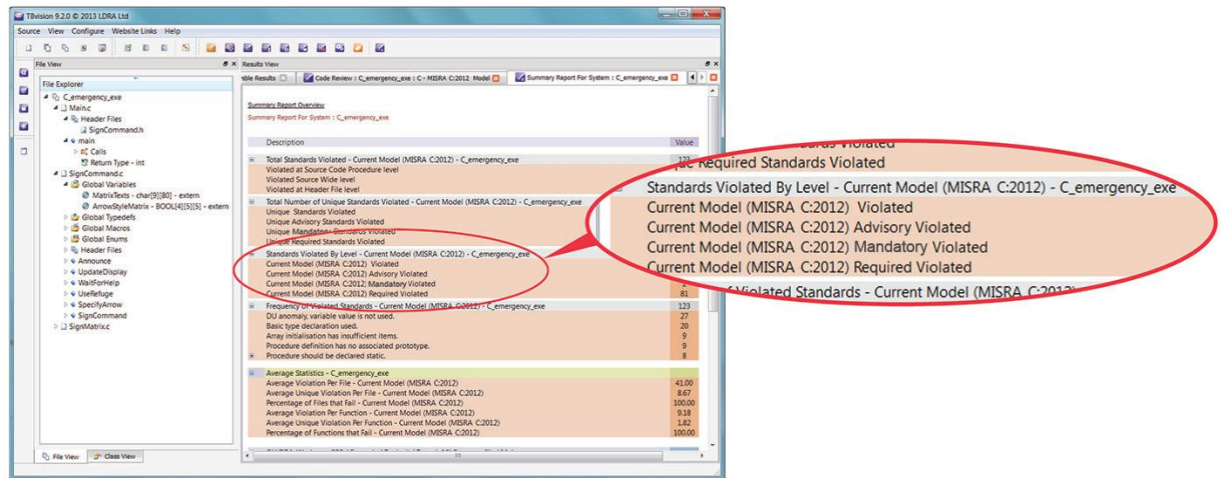 TBvision 9.2.0 © 2013 LDRA Ltd
Source View Configure Website Links Help
File View
File Explorer
C_emergency_exe
Main.c
Header Files
SignCommand.h
main
Calls
Return Type - int
SignCommand.c
Global Variables
MatrixTexts - char[9][80] - extern
ArrowStyleMatrix - BOOL[4][5][5] - extern
Global Typedefs
Global Macros
Global Enums
Header Files
Announce
UpdateDisplay
WaitForHelp
UseRefuge
SpecifyArrow
SignCommand
SignMatrix.c
File View Class View
Results View
Results Code Review : C_emergency_exe : C - MISRA C:2012 Model Summary Report For System : C_emergency_exe
Summary Report Overview
Summary Report For System : C_emergency_exe
Description Value
Total Standards Violated - Current Model (MISRA C:2012) - C_emergency_exe 123
Violated at Source Code Procedure level
Violated Source Wide level
Violated at Header File level
Total Number of Unique Standards Violated - Current Model (MISRA C:2012) - C_emergency_exe
Unique Standards Violated
Unique Advisory Standards Violated
Unique Mandatory Standards Violated
Unique Required Standards Violated
Standards Violated By Level - Current Model (MISRA C:2012) - C_emergency_exe
Current Model (MISRA C:2012) Violated
Current Model (MISRA C:2012) Advisory Violated
Current Model (MISRA C:2012) Mandatory Violated
Current Model (MISRA C:2012) Required Violated 81
Frequency of Violated Standards - Current Model (MISRA C:2012) - C_emergency_exe 123
DU anomaly, variable value is not used. 27
Basic type declaration used. 20
Array initialisation has insufficient items. 9
Procedure definition has no associated prototype. 9
Procedure should be declared static. 8
Average Statistics - C_emergency_exe
Average Violation Per File - Current Model (MISRA C:2012) 41.00
Average Unique Violation Per File - Current Model (MISRA C:2012) 8.67
Percentage of Files that Fail - Current Model (MISRA C:2012) 100.00
Average Violation Per Function - Current Model (MISRA C:2012) 9.18
Average Unique Violation Per Function - Current Model (MISRA C:2012) 1.82
Percentage of Functions that Fail - Current Model (MISRA C:2012) 100.00
Required Standards Violated
Standards Violated By Level - Current Model (MISRA C:2012) - C_emergency_exe
Current Model (MISRA C:2012) Violated
Current Model (MISRA C:2012) Advisory Violated
Current Model (MISRA C:2012) Mandatory Violated
Current Model (MISRA C:2012) Required Violated
Violated Standards - Current Model (MISRA C:2012)